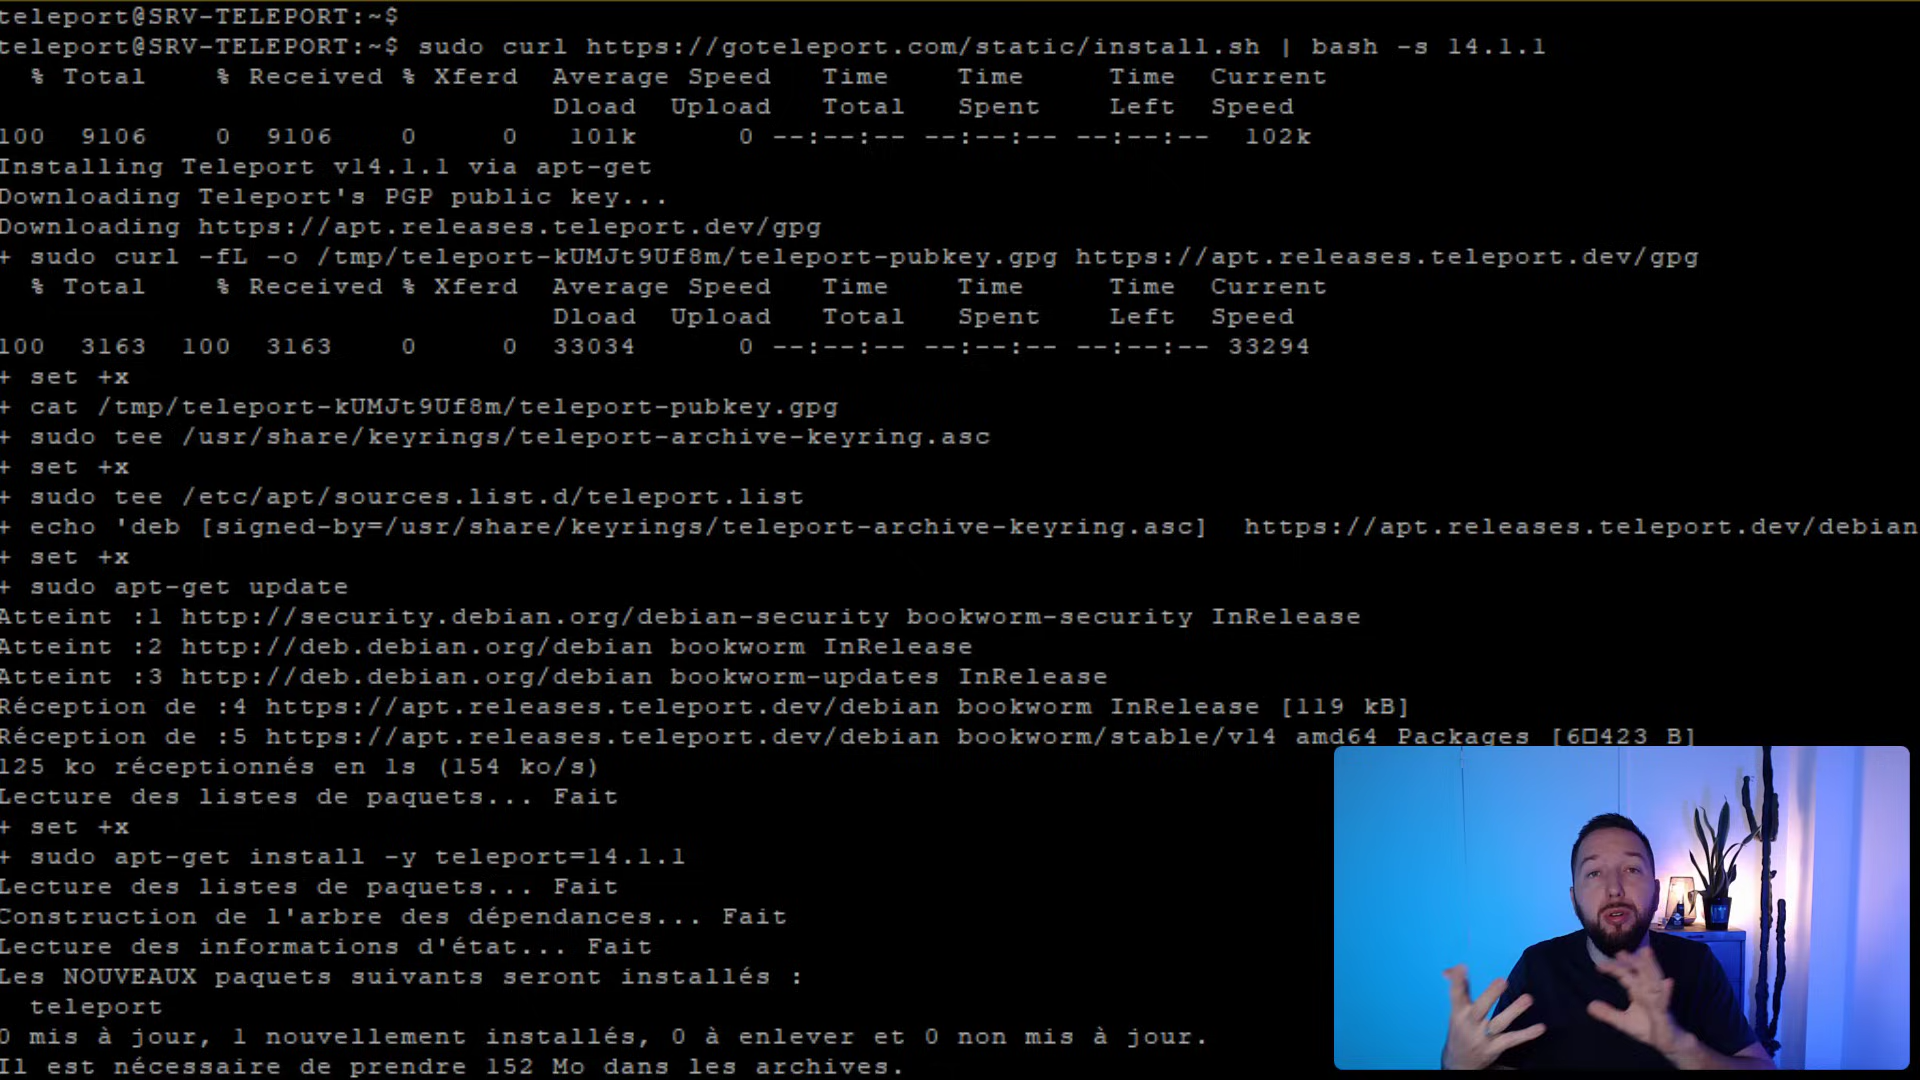 teleport@SRV-TELEPORT:~$
teleport@SRV-TELEPORT:~$ sudo curl https://goteleport.com/static/install.sh | bash -s 14.1.1
% Total % Received % Xferd Average Speed Time Time Time Current
Dload Upload Total Spent Left Speed
100 9106 0 9106 0 0 101k 0 --:--:-- --:--:-- --:--:-- 102k
Installing Teleport v14.1.1 via apt-get
Downloading Teleport's PGP public key...
Downloading https://apt.releases.teleport.dev/gpg
+ sudo curl -fL -o /tmp/teleport-kUMJt9Uf8m/teleport-pubkey.gpg https://apt.releases.teleport.dev/gpg
% Total % Received % Xferd Average Speed Time Time Time Current
Dload Upload Total Spent Left Speed
100 3163 100 3163 0 0 33034 0 --:--:-- --:--:-- --:--:-- 33294
+ set +x
+ cat /tmp/teleport-kUMJt9Uf8m/teleport-pubkey.gpg
+ sudo tee /usr/share/keyrings/teleport-archive-keyring.asc
+ set +x
+ sudo tee /etc/apt/sources.list.d/teleport.list
+ echo 'deb [signed-by=/usr/share/keyrings/teleport-archive-keyring.asc]  https://apt.releases.teleport.dev/debian
+ set +x
+ sudo apt-get update
Atteint :1 http://security.debian.org/debian-security bookworm-security InRelease
Atteint :2 http://deb.debian.org/debian bookworm InRelease
Atteint :3 http://deb.debian.org/debian bookworm-updates InRelease
Réception de :4 https://apt.releases.teleport.dev/debian bookworm InRelease [119 kB]
Réception de :5 https://apt.releases.teleport.dev/debian bookworm/stable/v14 amd64 Packages [6□423 B]
125 ko réceptionnés en 1s (154 ko/s)
Lecture des listes de paquets... Fait
+ set +x
+ sudo apt-get install -y teleport=14.1.1
Lecture des listes de paquets... Fait
Construction de l'arbre des dépendances... Fait
Lecture des informations d'état... Fait
Les NOUVEAUX paquets suivants seront installés :
teleport
0 mis à jour, 1 nouvellement installés, 0 à enlever et 0 non mis à jour.
Il est nécessaire de prendre 152 Mo dans les archives.